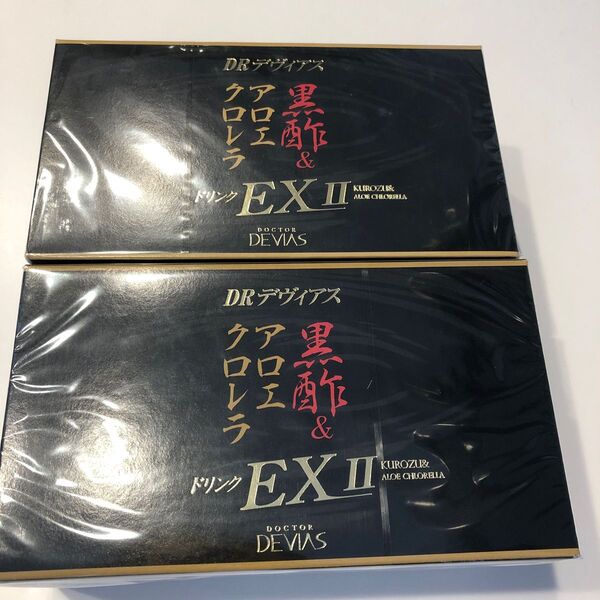 DRデヴィアス
黒酢&
アロエ
クロレラ
ドリンク EX II
KUROZU&
ALOE CHLORELLA
DOCTOR
DEVIAS
DRデヴィアス
黒酢&
アロエ
クロレラ
ドリンク EX II
KUROZU&
ALOE CHLORELLA
DOCTOR
DEVIAS